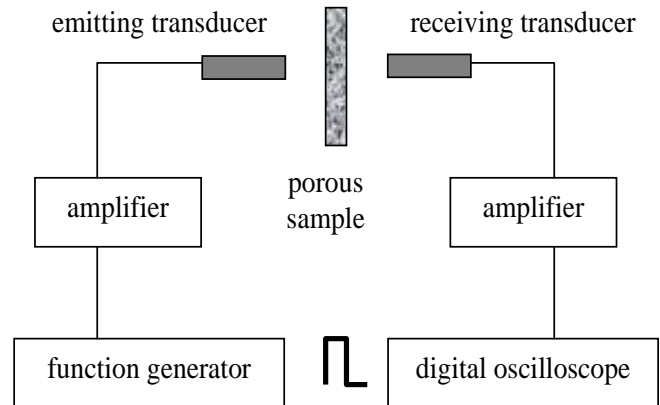 emitting transducer
receiving transducer
amplifier
porous
sample
amplifier
function generator
digital oscilloscope